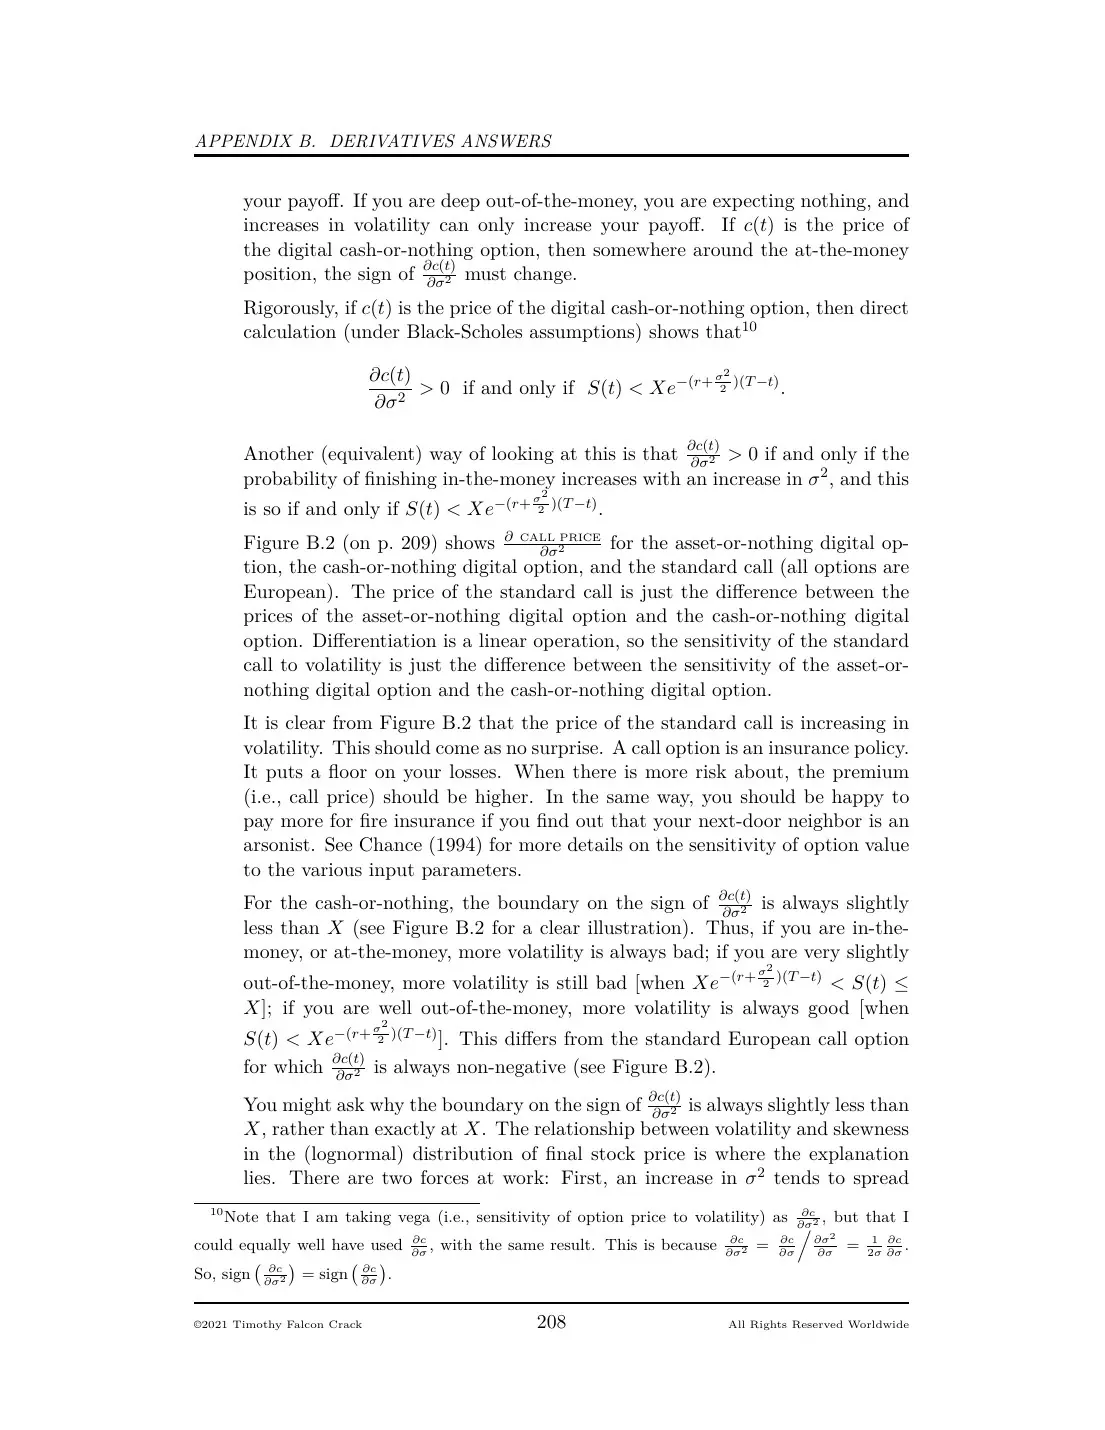 APPENDIX B. DERIVATIVES ANSWERS
your payoff. If you are deep out-of-the-money, you are expecting nothing, and
increases in volatility can only increase your payoff. If c(t) is the price of
the digital cash-or-nothing option, then somewhere around the at-the-money
position, the sign of ∂c(t)/∂σ² must change.
Rigorously, if c(t) is the price of the digital cash-or-nothing option, then direct
calculation (under Black-Scholes assumptions) shows that¹⁰
∂c(t)/∂σ² > 0 if and only if S(t) < Xe^{−(r+σ²/2)(T−t)}.
Another (equivalent) way of looking at this is that ∂c(t)/∂σ² > 0 if and only if the
probability of finishing in-the-money increases with an increase in σ², and this
is so if and only if S(t) < Xe^{−(r+σ²/2)(T−t)}.
Figure B.2 (on p. 209) shows ∂ CALL PRICE/∂σ² for the asset-or-nothing digital op-
tion, the cash-or-nothing digital option, and the standard call (all options are
European). The price of the standard call is just the difference between the
prices of the asset-or-nothing digital option and the cash-or-nothing digital
option. Differentiation is a linear operation, so the sensitivity of the standard
call to volatility is just the difference between the sensitivity of the asset-or-
nothing digital option and the cash-or-nothing digital option.
It is clear from Figure B.2 that the price of the standard call is increasing in
volatility. This should come as no surprise. A call option is an insurance policy.
It puts a floor on your losses. When there is more risk about, the premium
(i.e., call price) should be higher. In the same way, you should be happy to
pay more for fire insurance if you find out that your next-door neighbor is an
arsonist. See Chance (1994) for more details on the sensitivity of option value
to the various input parameters.
For the cash-or-nothing, the boundary on the sign of ∂c(t)/∂σ² is always slightly
less than X (see Figure B.2 for a clear illustration). Thus, if you are in-the-
money, or at-the-money, more volatility is always bad; if you are very slightly
out-of-the-money, more volatility is still bad [when Xe^{−(r+σ²/2)(T−t)} < S(t) ≤
X]; if you are well out-of-the-money, more volatility is always good [when
S(t) < Xe^{−(r+σ²/2)(T−t)}]. This differs from the standard European call option
for which ∂c(t)/∂σ² is always non-negative (see Figure B.2).
You might ask why the boundary on the sign of ∂c(t)/∂σ² is always slightly less than
X, rather than exactly at X. The relationship between volatility and skewness
in the (lognormal) distribution of final stock price is where the explanation
lies. There are two forces at work: First, an increase in σ² tends to spread
¹⁰Note that I am taking vega (i.e., sensitivity of option price to volatility) as ∂c/∂σ², but that I
could equally well have used ∂c/∂σ, with the same result. This is because ∂c/∂σ² = ∂c/∂σ / ∂σ²/∂σ = 1/2σ ∂c/∂σ.
So, sign (∂c/∂σ²) = sign (∂c/∂σ).
©2021 Timothy Falcon Crack
208
All Rights Reserved Worldwide